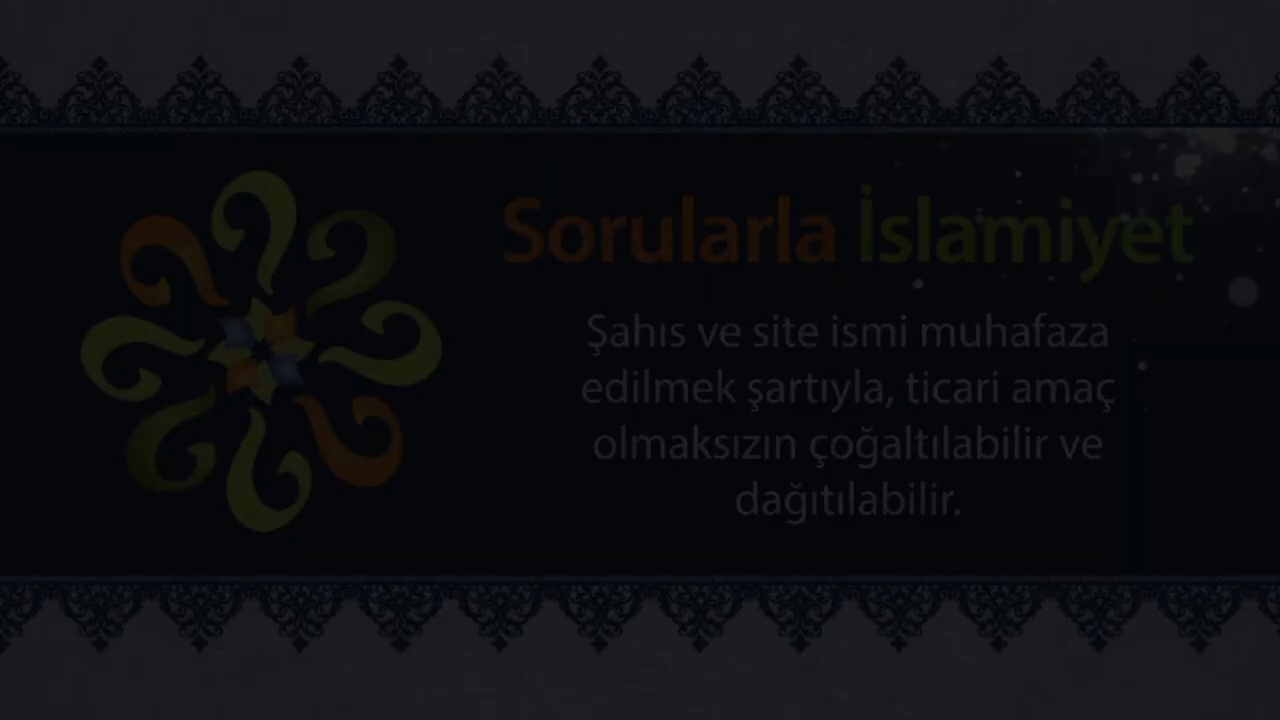 Sorularla İslamiyet
Şahıs ve site ismi muhafaza
edilmek şartıyla, ticari amaç
olmaksızın çoğaltılabilir ve
dağıtılabilir.